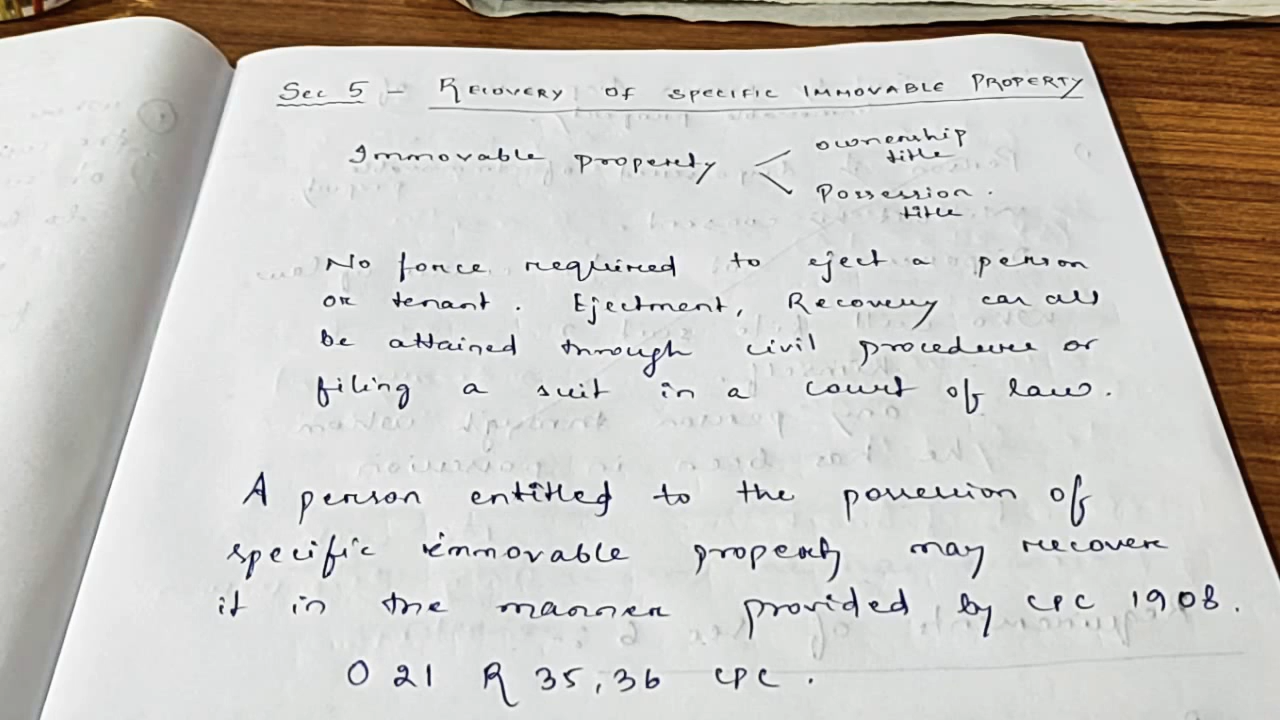 Sec 5 - RECOVERY OF SPECIFIC IMMOVABLE PROPERTY
Immovable property
ownership
title
Possession.
title
No force required to eject a person
or tenant. Ejectment, Recovery can all
be attained through civil procedure or
filing a suit in a court of law.
A person entitled to the possession of
specific immovable property may recover
it in the manner provided by CPC 1908.
O 21 R 35, 36 CPC.